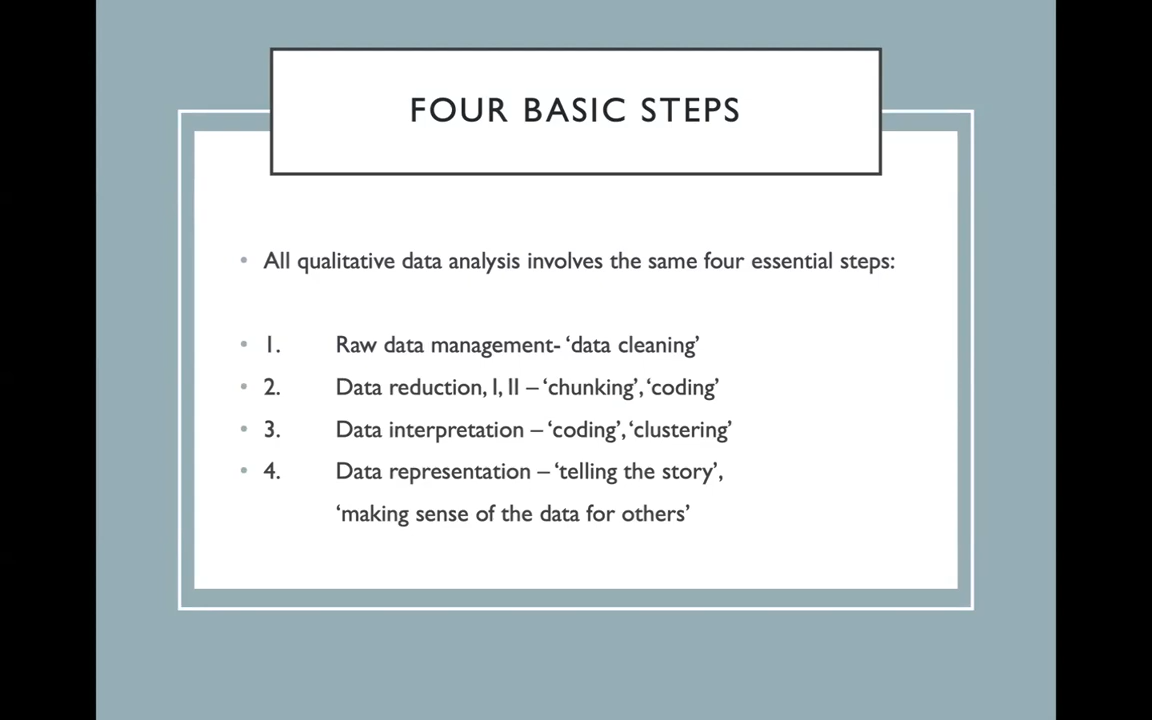 FOUR BASIC STEPS
• All qualitative data analysis involves the same four essential steps:
• 1. Raw data management- ‘data cleaning’
• 2. Data reduction, I, II – ‘chunking’, ‘coding’
• 3. Data interpretation – ‘coding’, ‘clustering’
• 4. Data representation – ‘telling the story’,
‘making sense of the data for others’